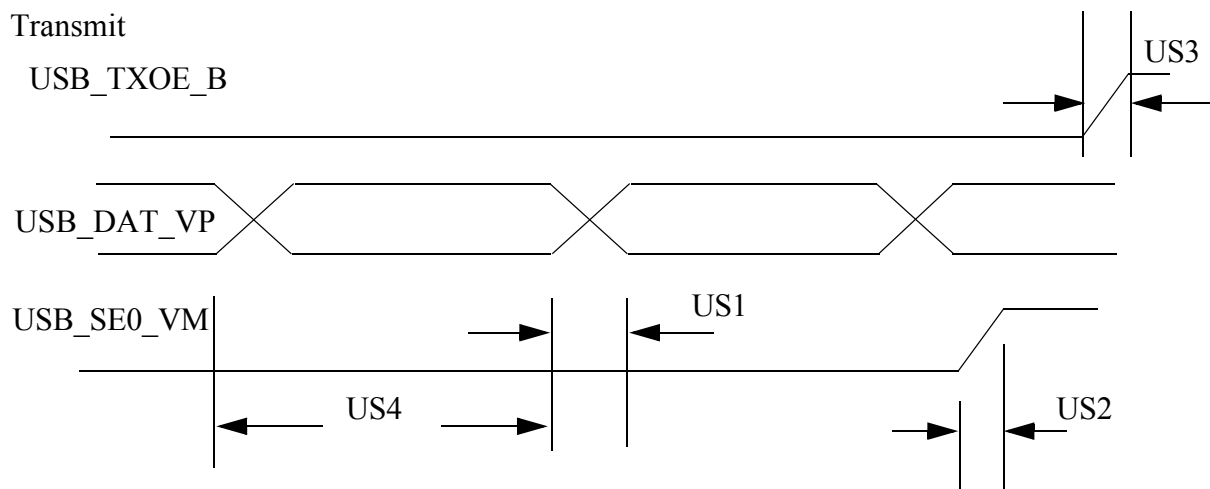 Transmit
US3
USB_TXOE_B
USB_DAT_VP
US1
USB_SE0_VM
US4
US2